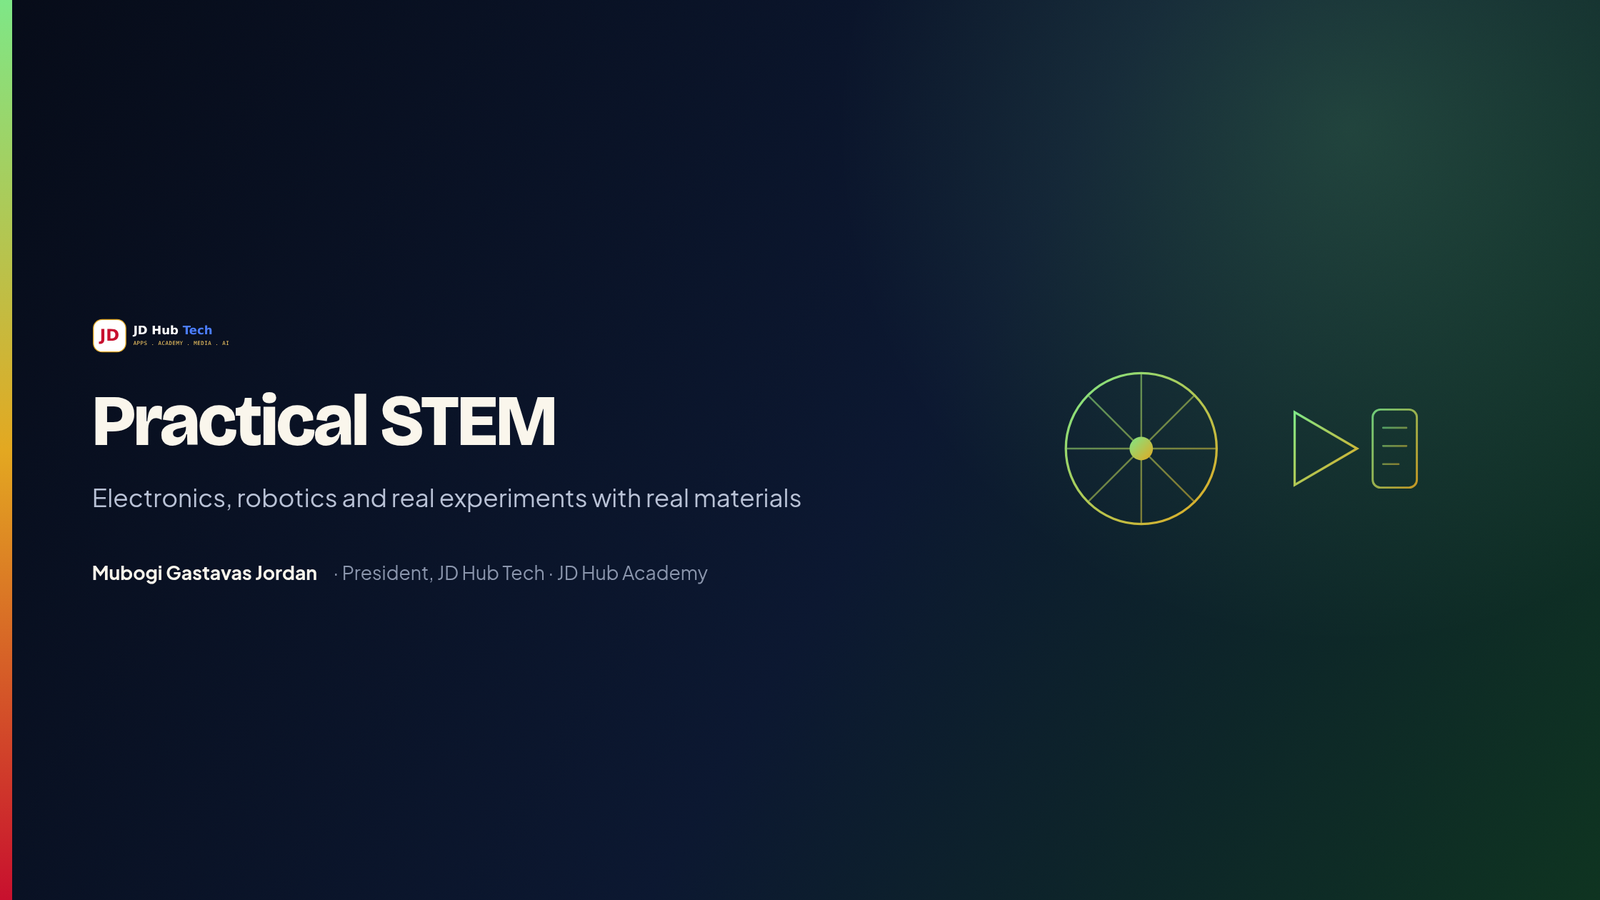 JD
JD Hub Tech
APPS . ACADEMY . MEDIA . AI
Practical STEM
Electronics, robotics and real experiments with real materials
Mubogi Gastavas Jordan · President, JD Hub Tech · JD Hub Academy